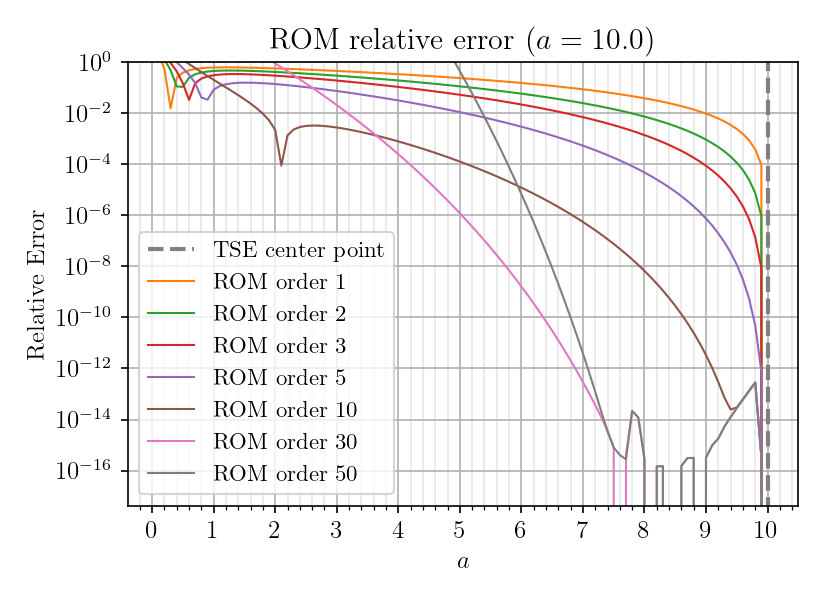 ROM relative error (a = 10.0)
10⁰
10⁻²
10⁻⁴
10⁻⁶
10⁻⁸
10⁻¹⁰
10⁻¹²
10⁻¹⁴
10⁻¹⁶
Relative Error
TSE center point
ROM order 1
ROM order 2
ROM order 3
ROM order 5
ROM order 10
ROM order 30
ROM order 50
0 1 2 3 4 5 6 7 8 9 10
a